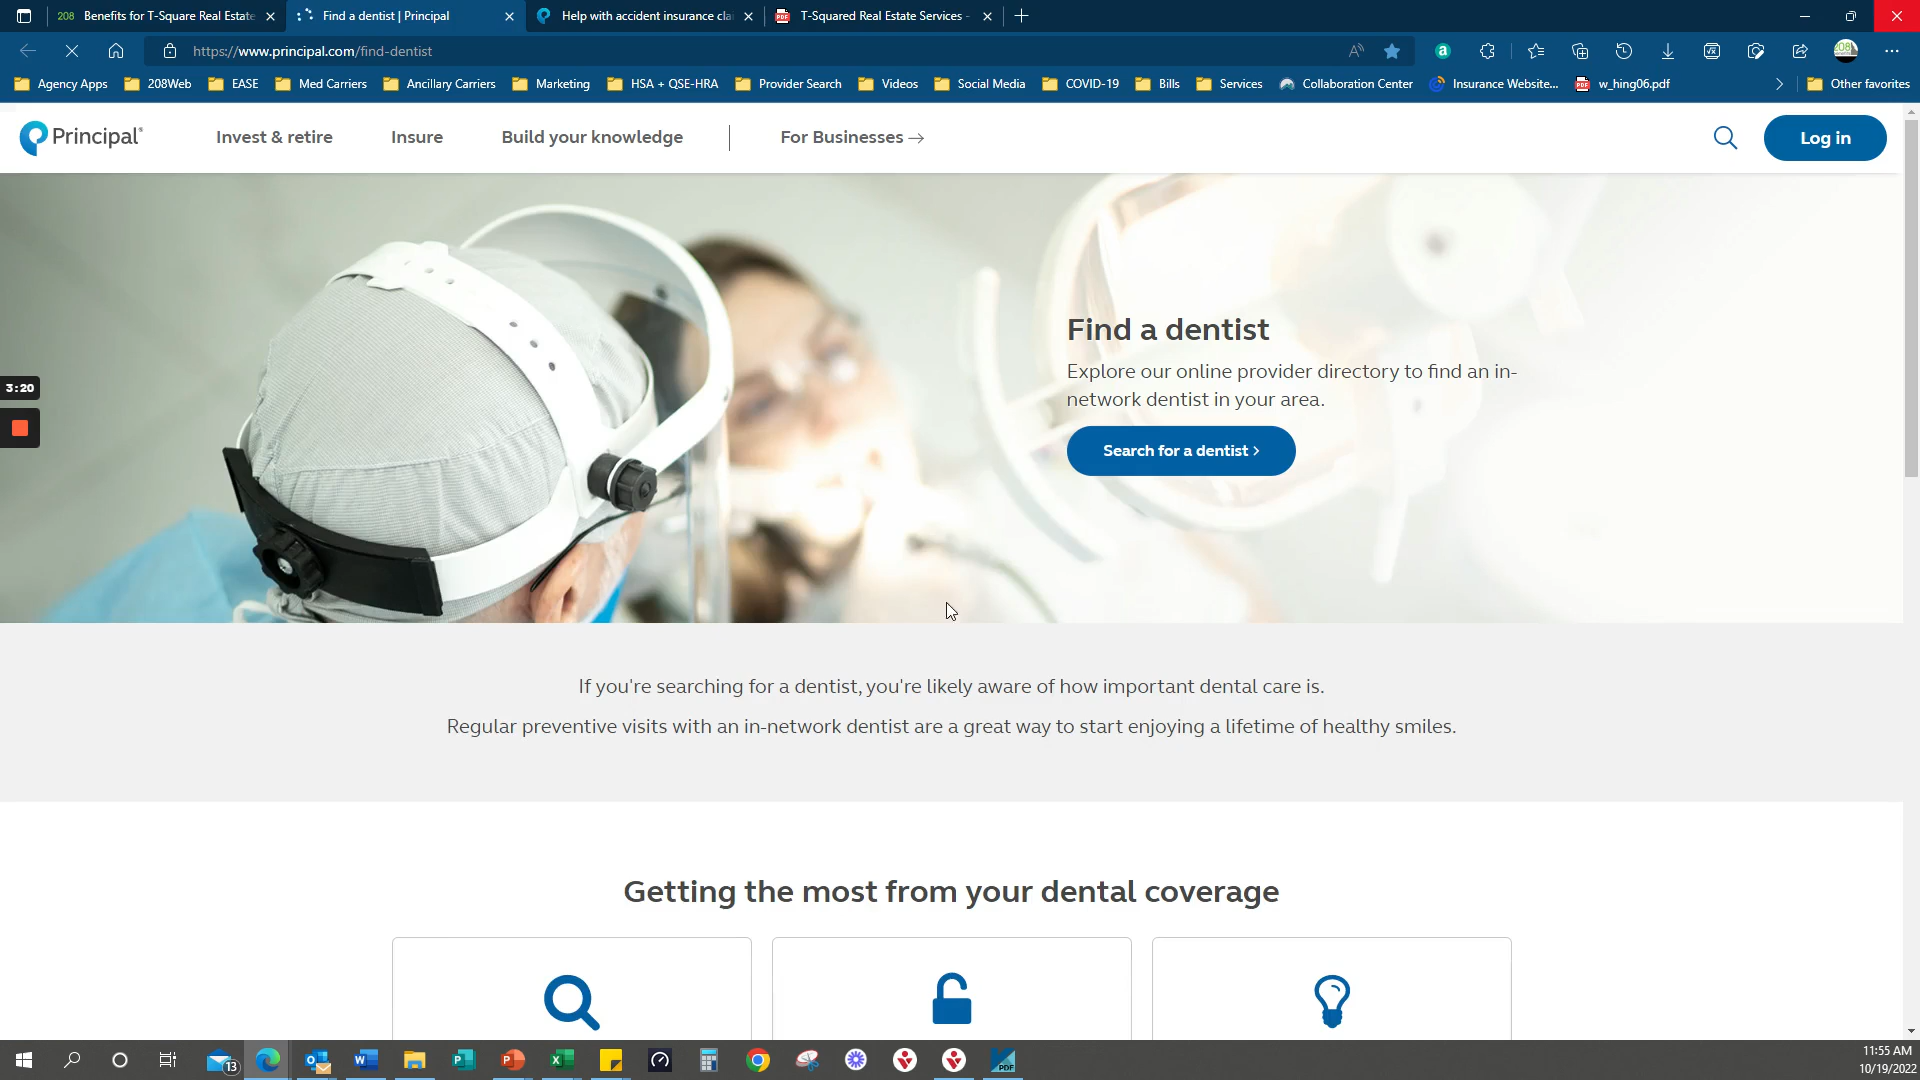 208 Benefits for T-Square Real Estate
Find a dentist | Principal
Help with accident insurance clai
T-Squared Real Estate Services -
https://www.principal.com/find-dentist
Agency Apps
208Web
EASE
Med Carriers
Ancillary Carriers
Marketing
HSA + QSE-HRA
Provider Search
Videos
Social Media
COVID-19
Bills
Services
Collaboration Center
Insurance Website...
w_hing06.pdf
Other favorites
Principal®
Invest & retire
Insure
Build your knowledge
For Businesses →
Log in
Find a dentist
Explore our online provider directory to find an in-
network dentist in your area.
Search for a dentist >
3:20
If you're searching for a dentist, you're likely aware of how important dental care is.
Regular preventive visits with an in-network dentist are a great way to start enjoying a lifetime of healthy smiles.
Getting the most from your dental coverage
13
11:55 AM
10/19/2022